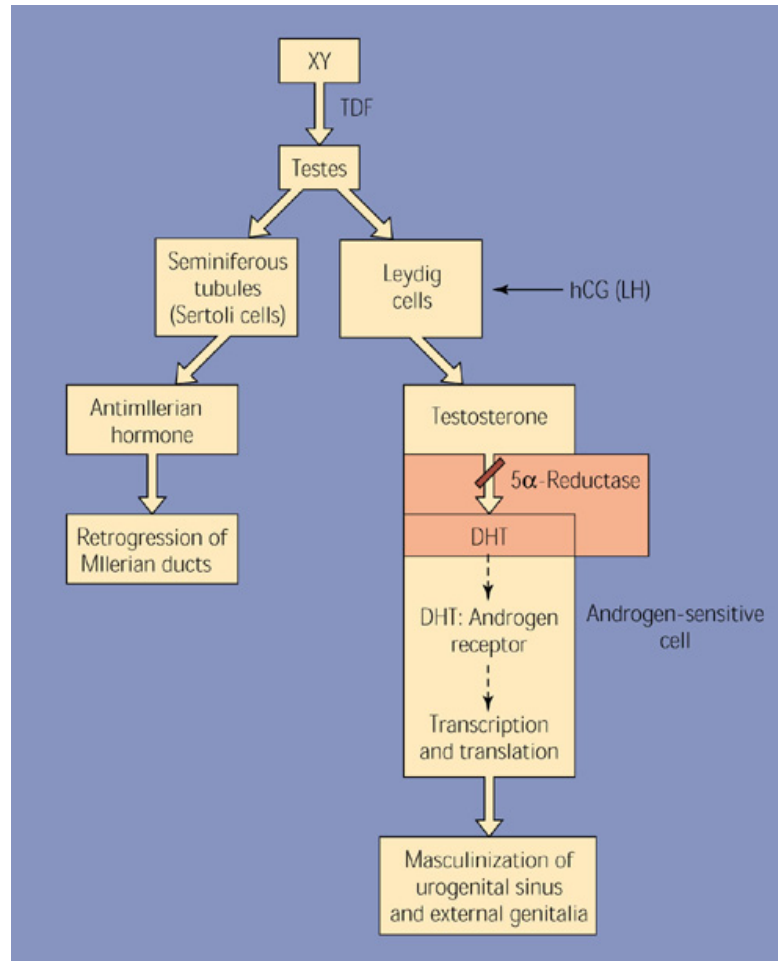 XY
TDF
Testes
Seminiferous
tubules
(Sertoli cells)
Leydig
cells
hCG (LH)
Antimllerian
hormone
Testosterone
5α-Reductase
Retrogression of
Mllerian ducts
DHT
DHT: Androgen
receptor
Androgen-sensitive
cell
Transcription
and translation
Masculinization of
urogenital sinus
and external genitalia